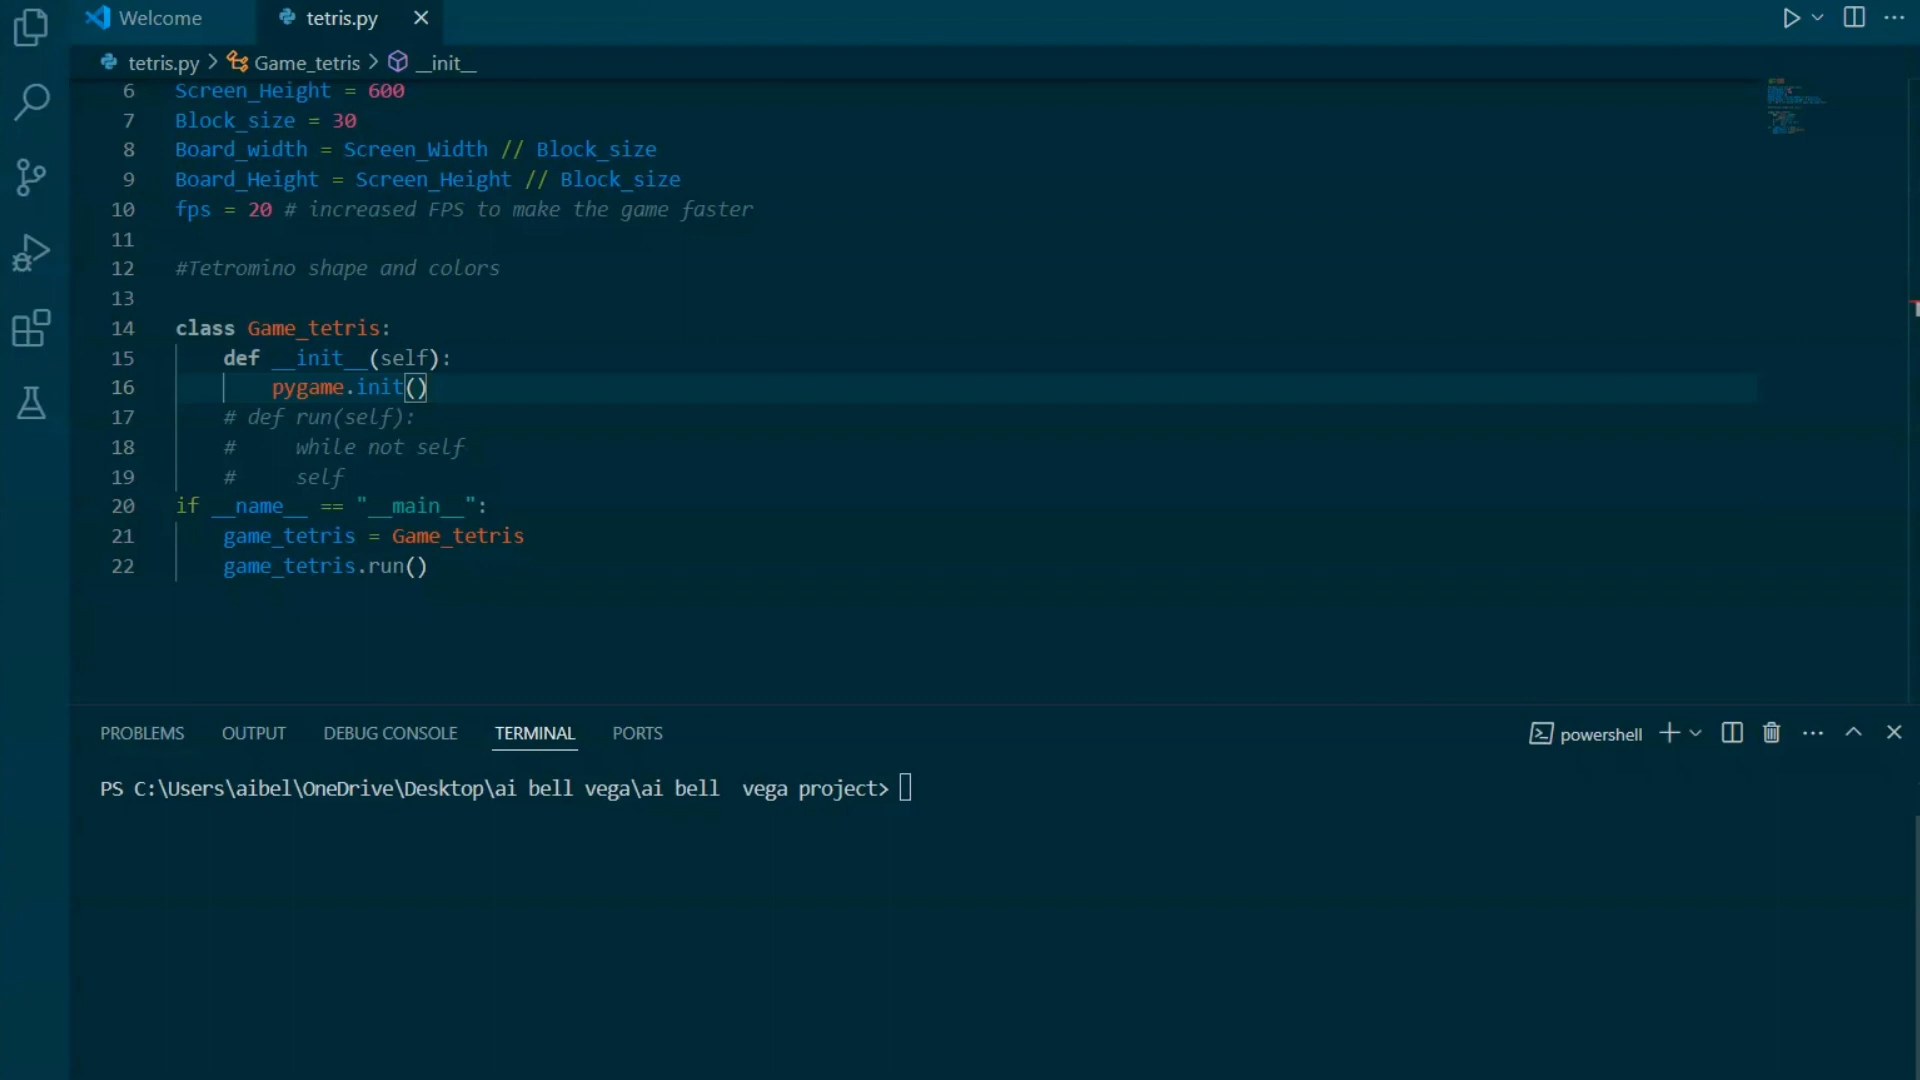 Welcome
tetris.py
tetris.py > Game_tetris > __init__
6 Screen_Height = 600
7 Block_size = 30
8 Board_width = Screen_Width // Block_size
9 Board_Height = Screen_Height // Block_size
10 fps = 20 # increased FPS to make the game faster
11
12 #Tetromino shape and colors
13
14 class Game_tetris:
15 def __init__(self):
16 pygame.init()
17 # def run(self):
18 # while not self
19 # self
20 if __name__ == "__main__":
21 game_tetris = Game_tetris
22 game_tetris.run()
PROBLEMS OUTPUT DEBUG CONSOLE TERMINAL PORTS
powershell
PS C:\Users\aibel\OneDrive\Desktop\ai bell vega\ai bell  vega project>